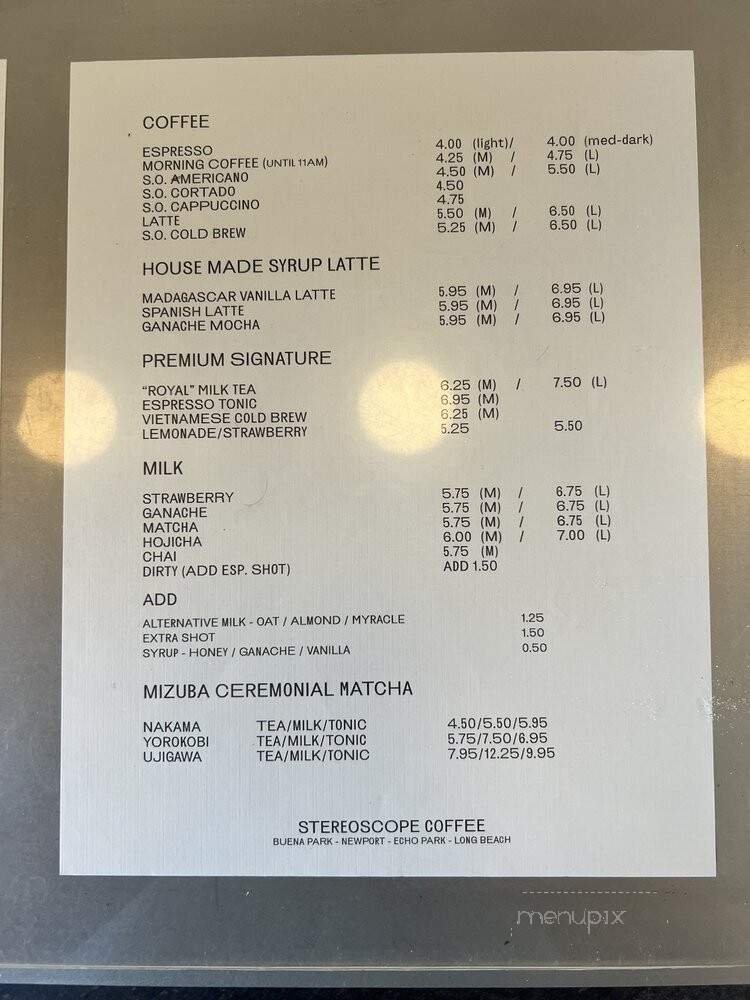 COFFEE
ESPRESSO 4.00 (light)/ 4.00 (med-dark)
MORNING COFFEE (UNTIL 11AM) 4.25 (M) / 4.75 (L)
S.O. AMERICANO 4.50 (M) / 5.50 (L)
S.O. CORTADO 4.50
S.O. CAPPUCCINO 4.75
LATTE 5.50 (M) / 6.50 (L)
S.O. COLD BREW 5.25 (M) / 6.50 (L)
HOUSE MADE SYRUP LATTE
MADAGASCAR VANILLA LATTE 5.95 (M) / 6.95 (L)
SPANISH LATTE 5.95 (M) / 6.95 (L)
GANACHE MOCHA 5.95 (M) / 6.95 (L)
PREMIUM SIGNATURE
“ROYAL” MILK TEA 6.25 (M) / 7.50 (L)
ESPRESSO TONIC 6.95 (M)
VIETNAMESE COLD BREW 6.25 (M)
LEMONADE/STRAWBERRY 5.25 5.50
MILK
STRAWBERRY 5.75 (M) / 6.75 (L)
GANACHE 5.75 (M) / 6.75 (L)
MATCHA 5.75 (M) / 6.75 (L)
HOJICHA 6.00 (M) / 7.00 (L)
CHAI 5.75 (M)
DIRTY (ADD ESP. SHOT) ADD 1.50
ADD
ALTERNATIVE MILK - OAT / ALMOND / MYRACLE 1.25
EXTRA SHOT 1.50
SYRUP - HONEY / GANACHE / VANILLA 0.50
MIZUBA CEREMONIAL MATCHA
NAKAMA TEA/MILK/TONIC 4.50/5.50/5.95
YOROKOBI TEA/MILK/TONIC 5.75/7.50/6.95
UJIGAWA TEA/MILK/TONIC 7.95/12.25/9.95
STEREOSCOPE COFFEE
BUENA PARK - NEWPORT - ECHO PARK - LONG BEACH
menupix